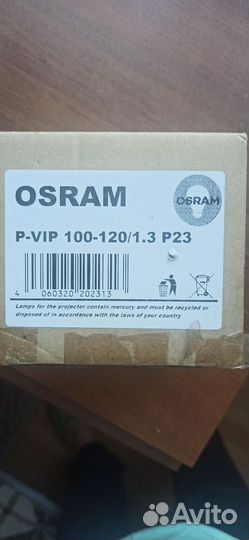 OSRAM
OSRAM
P-VIP 100-120/1.3 P23
4 060320 202313
Lamps for the projector contain mercury and must be recycled or
disposed of in accordance with the laws of your country
Avito